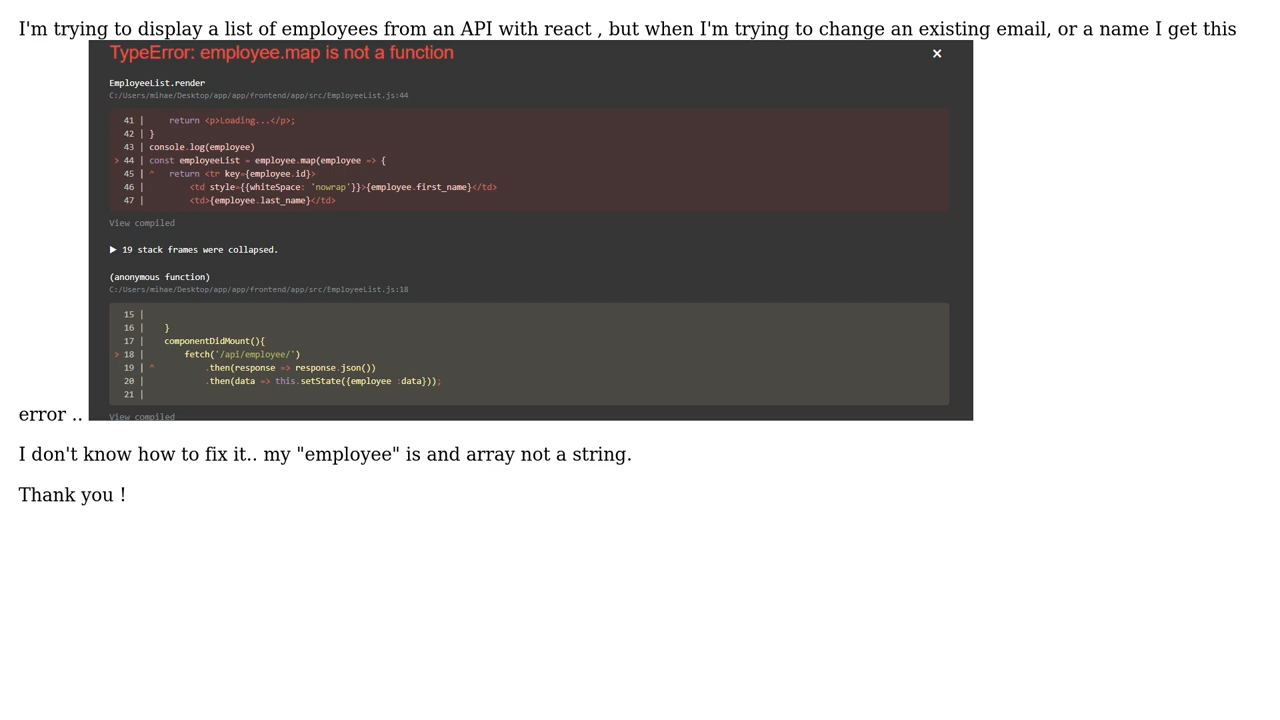 I'm trying to display a list of employees from an API with react , but when I'm trying to change an existing email, or a name I get this
TypeError: employee.map is not a function
×
EmployeeList.render
C:/Users/mihae/Desktop/app/app/frontend/app/src/EmployeeList.js:44
41 |     return <p>Loading...</p>;
42 | }
43 | console.log(employee)
> 44 | const employeeList = employee.map(employee => {
45 | ^   return <tr key={employee.id}>
46 |         <td style={{whiteSpace: 'nowrap'}}>{employee.first_name}</td>
47 |         <td>{employee.last_name}</td>
View compiled
▶ 19 stack frames were collapsed.
(anonymous function)
C:/Users/mihae/Desktop/app/app/frontend/app/src/EmployeeList.js:18
15 |
16 |     }
17 |     componentDidMount(){
> 18 |         fetch('/api/employee/')
19 | ^           .then(response => response.json())
20 |             .then(data => this.setState({employee :data}));
21 |
error ..
View compiled
I don't know how to fix it.. my "employee" is and array not a string.
Thank you !